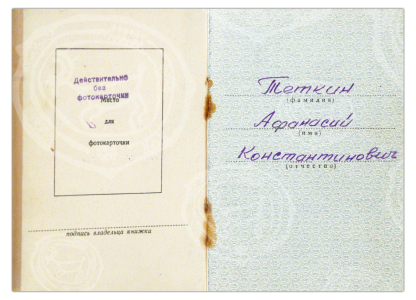 Действительно
без
фотокарточки
Место
для
фотокарточки
подпись владельца книжки
Теткин
(фамилия)
Афанасий
(имя)
Константинович
(отчество)